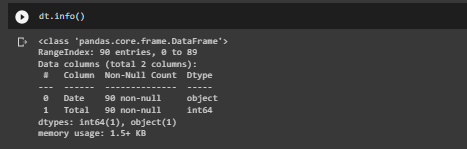 dt.info()
<class 'pandas.core.frame.DataFrame'>
RangeIndex: 90 entries, 0 to 89
Data columns (total 2 columns):
 #   Column  Non-Null Count  Dtype
---  ------  --------------  -----
 0   Date    90 non-null     object
 1   Total   90 non-null     int64
dtypes: int64(1), object(1)
memory usage: 1.5+ KB